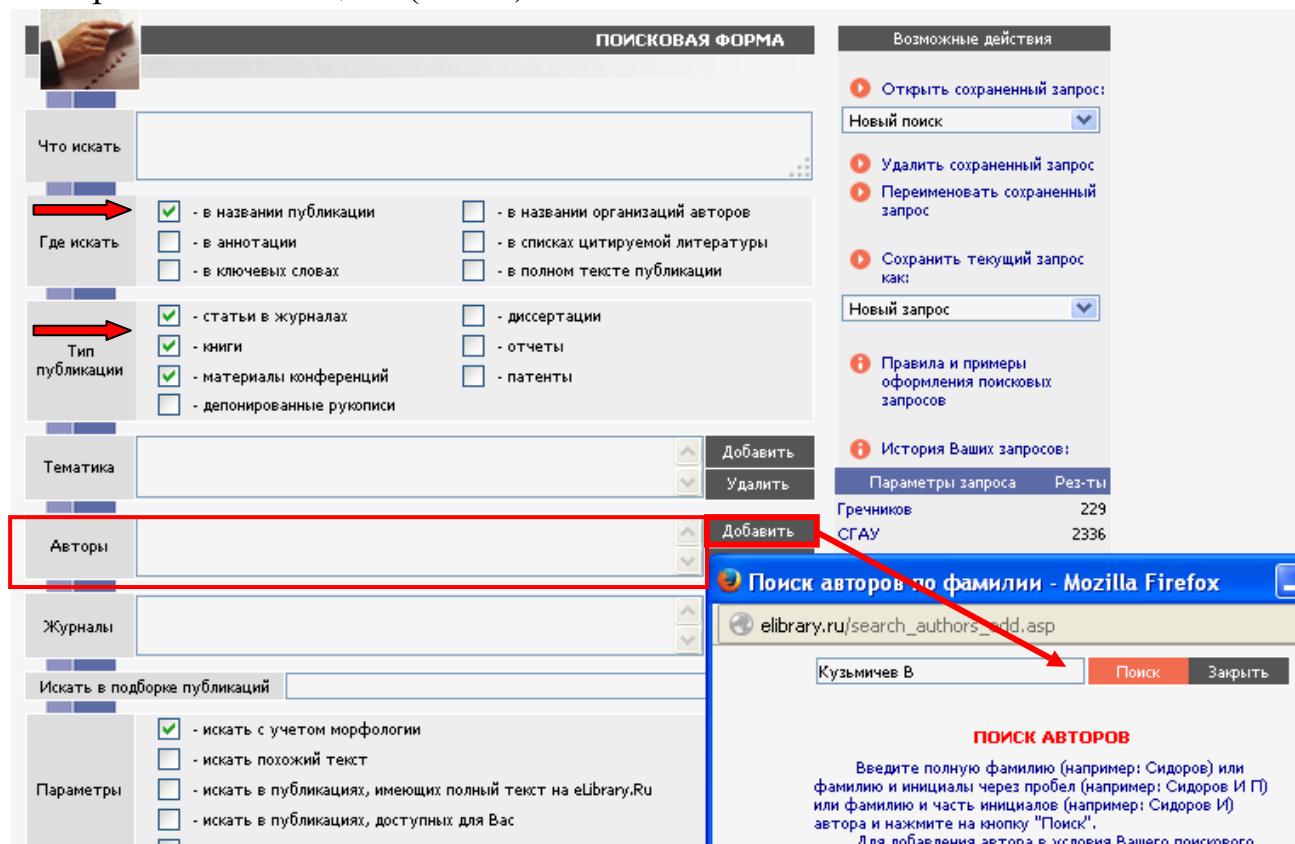 ПОИСКОВАЯ ФОРМА
Что искать
Где искать
- в названии публикации
- в названии организаций авторов
- в аннотации
- в списках цитируемой литературы
- в ключевых словах
- в полном тексте публикации
Тип
публикации
- статьи в журналах
- диссертации
- книги
- отчеты
- материалы конференций
- патенты
- депонированные рукописи
Тематика
Добавить
Удалить
Авторы
Добавить
Журналы
Искать в подборке публикаций
Параметры
- искать с учетом морфологии
- искать похожий текст
- искать в публикациях, имеющих полный текст на eLibrary.Ru
- искать в публикациях, доступных для Вас
Возможные действия
Открыть сохраненный запрос:
Новый поиск
Удалить сохраненный запрос
Переименовать сохраненный
запрос
Сохранить текущий запрос
как:
Новый запрос
Правила и примеры
оформления поисковых
запросов
История Ваших запросов:
Параметры запроса Рез-ты
Гречников 229
СГАУ 2336
Поиск авторов по фамилии - Mozilla Firefox
elibrary.ru/search_authors_add.asp
Кузьмичев В
Поиск
Закрыть
ПОИСК АВТОРОВ
Введите полную фамилию (например: Сидоров) или
фамилию и инициалы через пробел (например: Сидоров И П)
или фамилию и часть инициалов (например: Сидоров И)
автора и нажмите на кнопку "Поиск".
Для добавления автора в условия Вашего поискового